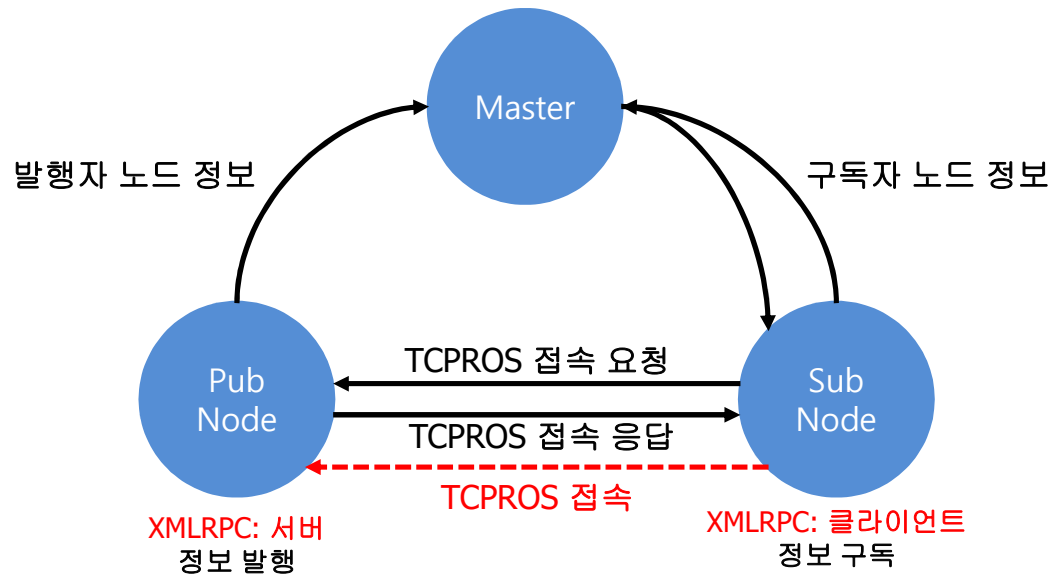 Master
발행자 노드 정보
구독자 노드 정보
TCPROS 접속 요청
Pub
Node
Sub
Node
TCPROS 접속 응답
TCPROS 접속
XMLRPC: 서버
정보 발행
XMLRPC: 클라이언트
정보 구독